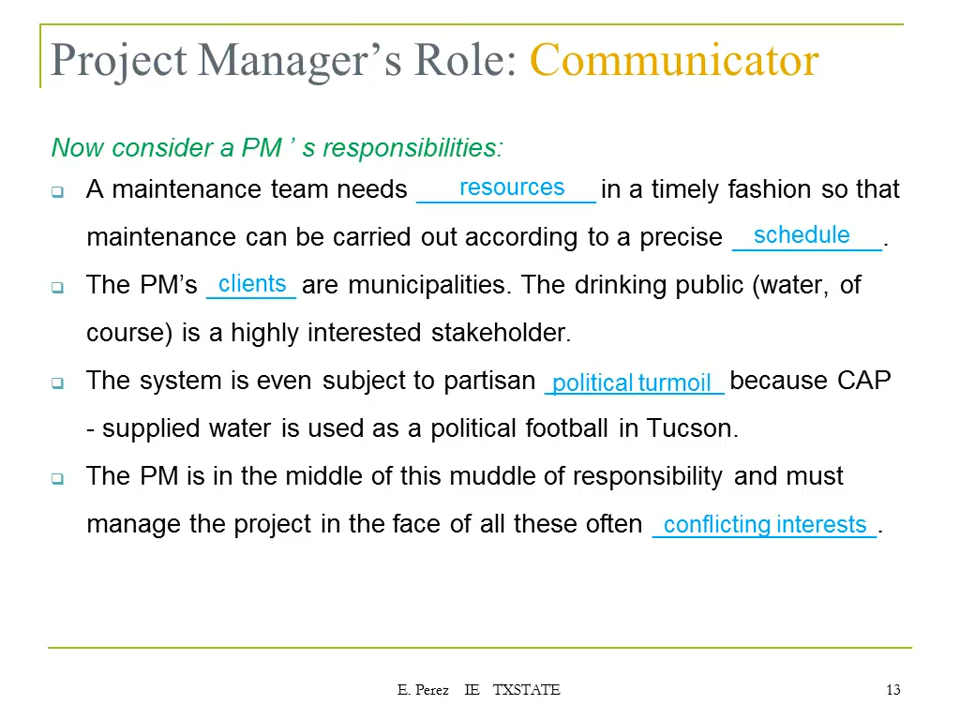 Project Manager’s Role: Communicator
Now consider a PM ’ s responsibilities:
A maintenance team needs resources in a timely fashion so that
maintenance can be carried out according to a precise schedule.
The PM’s clients are municipalities. The drinking public (water, of
course) is a highly interested stakeholder.
The system is even subject to partisan political turmoil because CAP
- supplied water is used as a political football in Tucson.
The PM is in the middle of this muddle of responsibility and must
manage the project in the face of all these often conflicting interests.
E. Perez IE TXSTATE 13